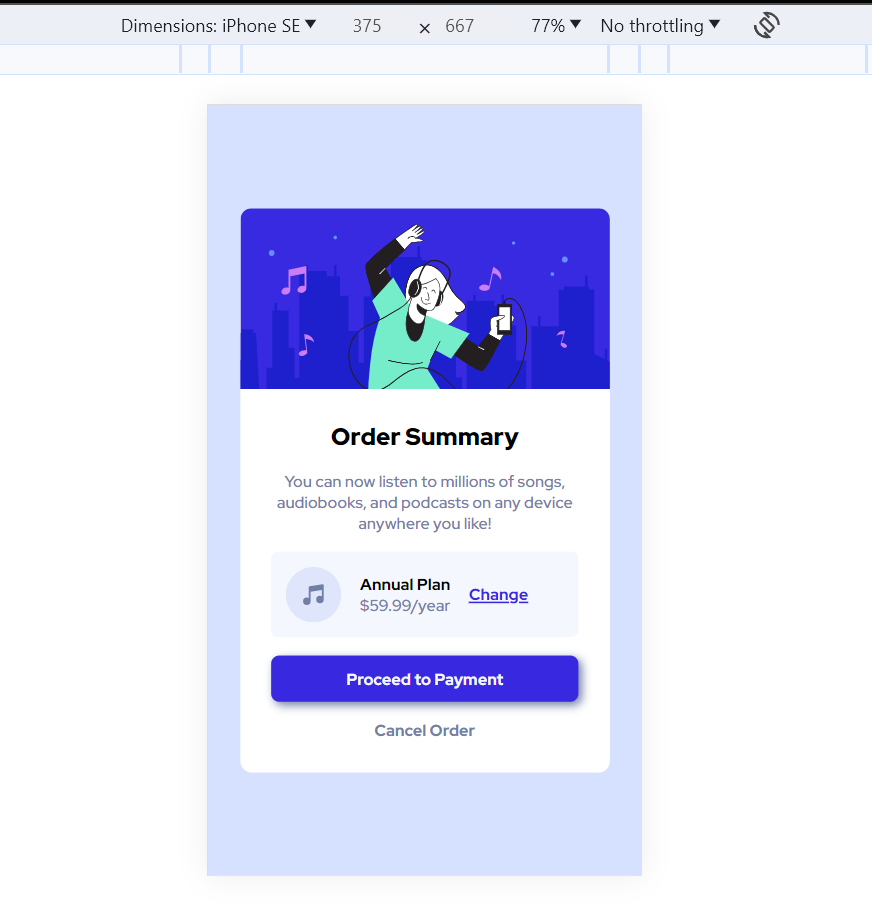 Dimensions: iPhone SE 375 × 667 77% No throttling
Order Summary
You can now listen to millions of songs,
audiobooks, and podcasts on any device
anywhere you like!
Annual Plan
$59.99/year
Change
Proceed to Payment
Cancel Order